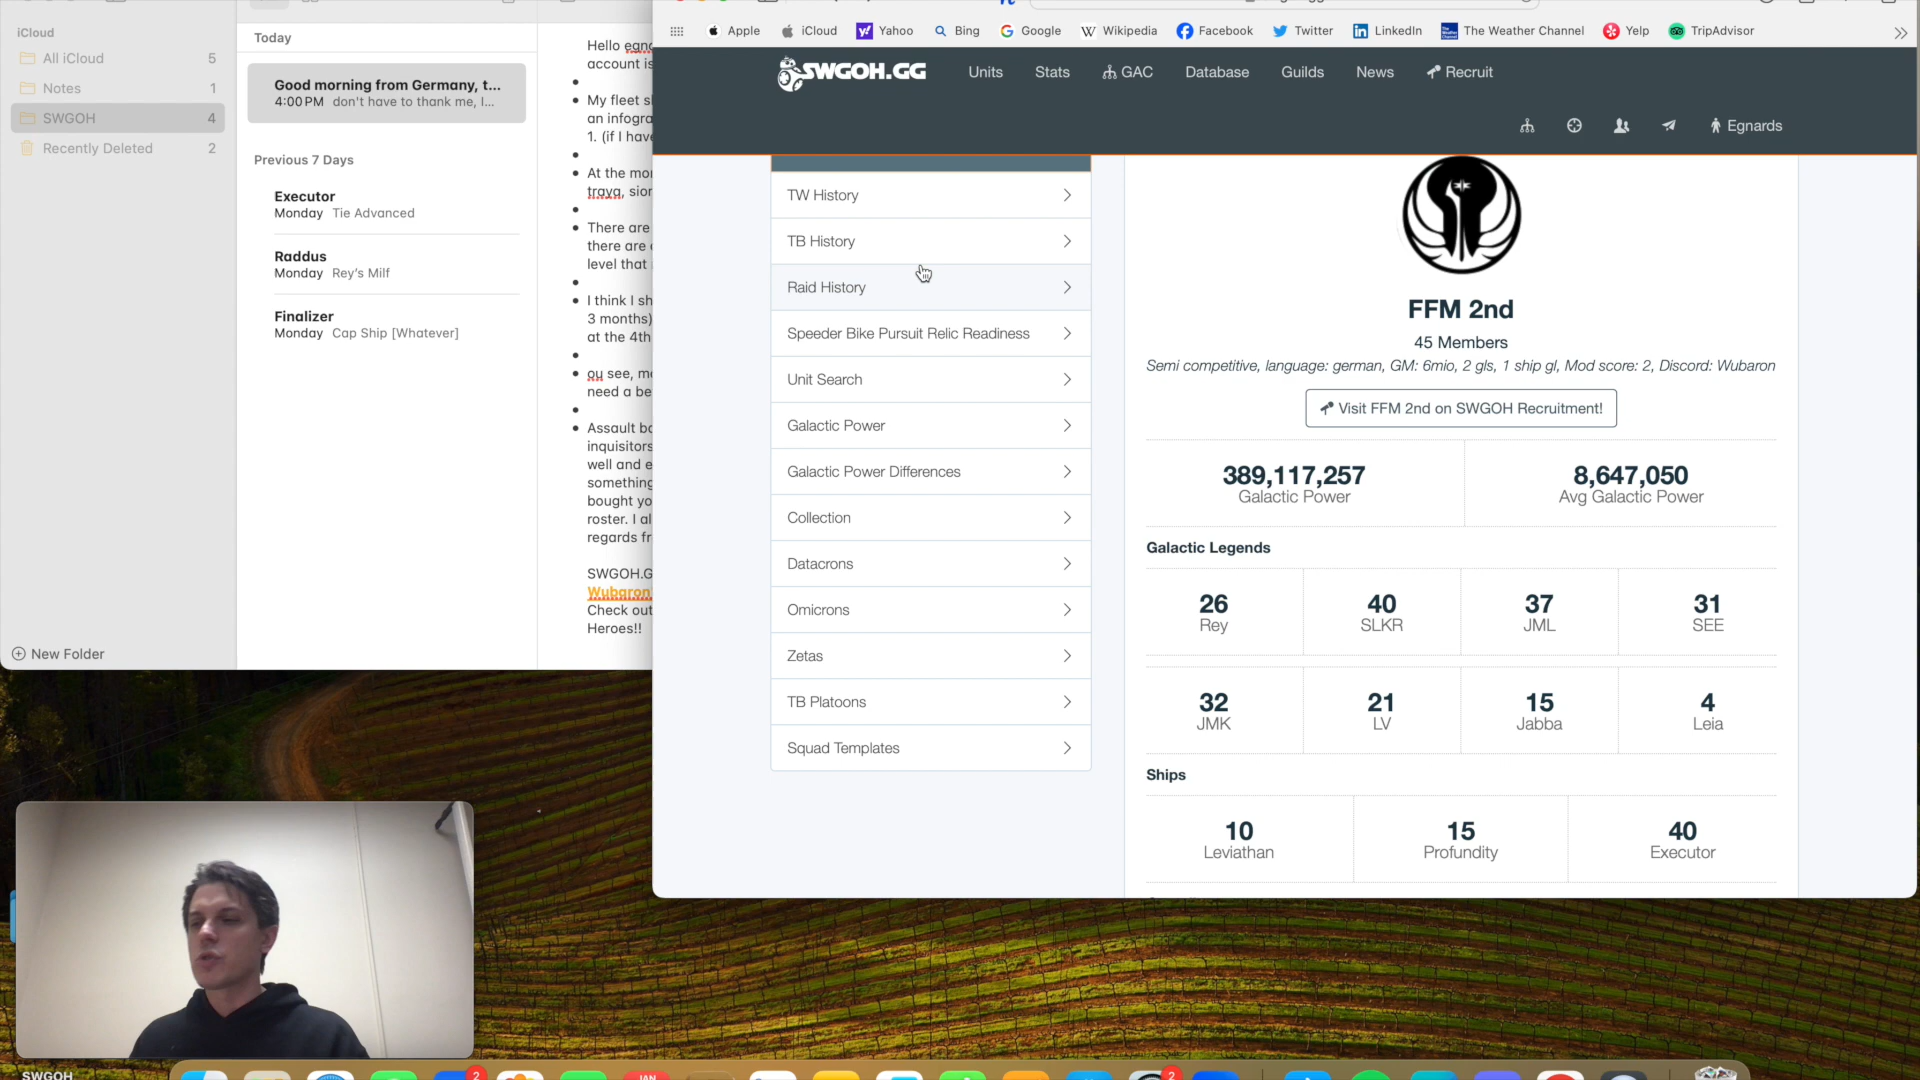 iCloud
All iCloud 5
Notes 1
SWGOH 4
Recently Deleted 2
New Folder
Today
Good morning from Germany, t...
4:00 PM don't have to thank me, I...
Previous 7 Days
Executor
Monday Tie Advanced
Raddus
Monday Rey's Milf
Finalizer
Monday Cap Ship [Whatever]
Hello
account is
My fleet
an infogra
1. (if I have
At the mo
traya, sion
There are
there are
level that
I think I sh
3 months)
at the 4th
ou see, m
need a be
Assault ba
inquisitors
well and e
something
bought yo
roster. I al
regards fr
SWGOH.G
Wubaron
Check out
Heroes!!
Apple iCloud Yahoo Bing Google Wikipedia Facebook Twitter LinkedIn The Weather Channel Yelp TripAdvisor
SWGOH.GG Units Stats GAC Database Guilds News Recruit
Egnards
TW History
TB History
Raid History
Speeder Bike Pursuit Relic Readiness
Unit Search
Galactic Power
Galactic Power Differences
Collection
Datacrons
Omicrons
Zetas
TB Platoons
Squad Templates
FFM 2nd
45 Members
Semi competitive, language: german, GM: 6mio, 2 gls, 1 ship gl, Mod score: 2, Discord: Wubaron
Visit FFM 2nd on SWGOH Recruitment!
389,117,257 8,647,050
Galactic Power Avg Galactic Power
Galactic Legends
26 40 37 31
Rey SLKR JML SEE
32 21 15 4
JMK LV Jabba Leia
Ships
10 15 40
Leviathan Profundity Executor
SWGOH
2
JAN
2